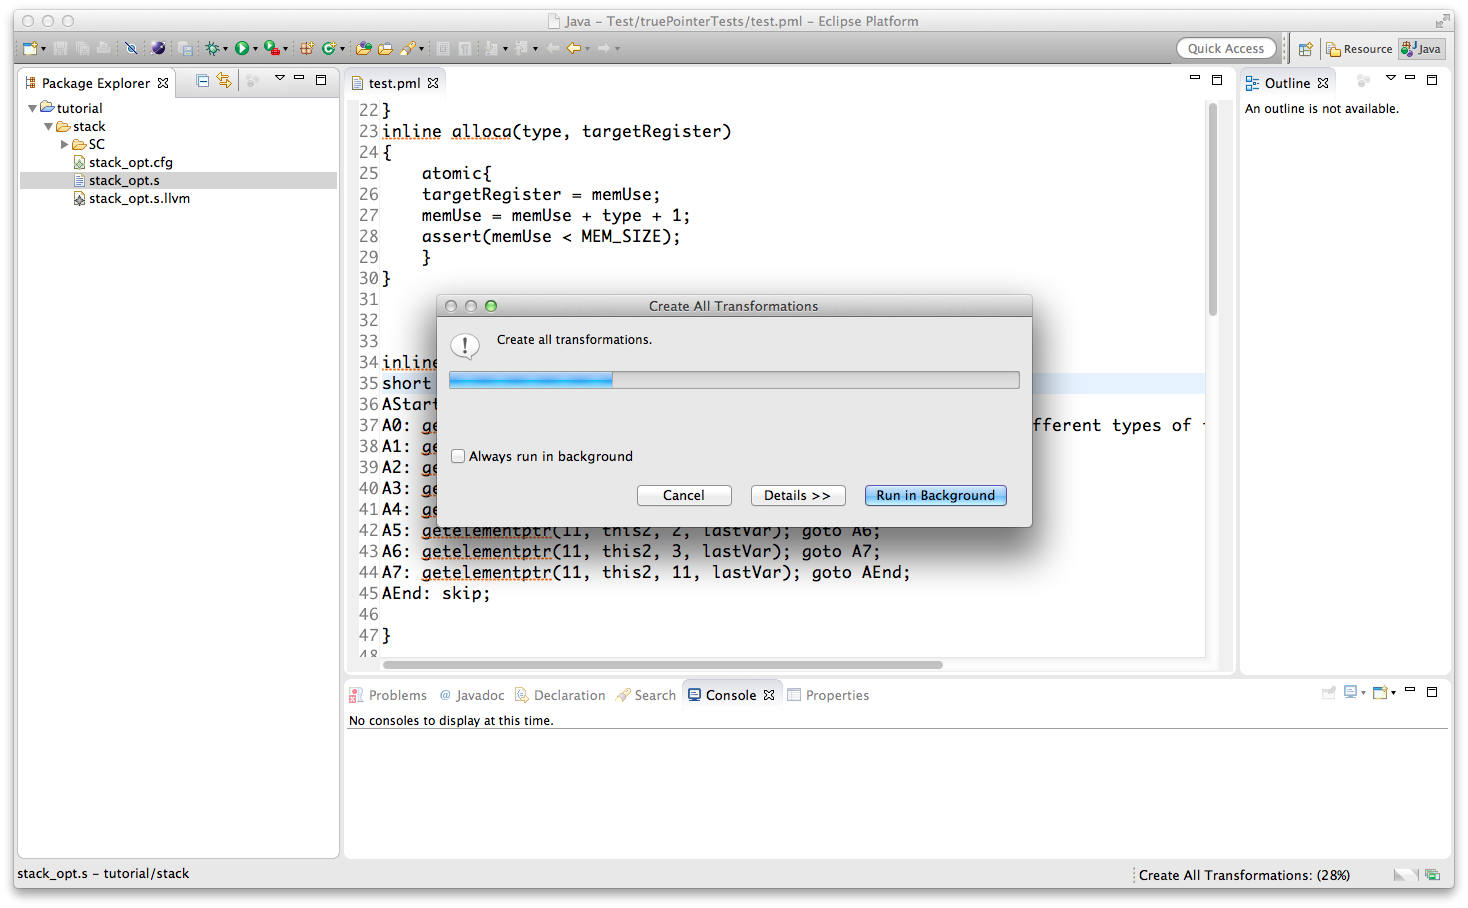 Java – Test/truePointerTests/test.pml – Eclipse Platform
Quick Access
Resource
Java
Package Explorer
tutorial
stack
SC
stack_opt.cfg
stack_opt.s
stack_opt.s.llvm
test.pml
22 }
23 inline alloca(type, targetRegister)
24 {
25 atomic{
26 targetRegister = memUse;
27 memUse = memUse + type + 1;
28 assert(memUse < MEM_SIZE);
29 }
30 }
31
32
33
34 inline
35 short
36 AStart
37 A0: ge fferent types of
38 A1: ge
39 A2: ge
40 A3: ge
41 A4: ge
42 A5: getelementptr(11, this2, 2, lastVar); goto A6;
43 A6: getelementptr(11, this2, 3, lastVar); goto A7;
44 A7: getelementptr(11, this2, 11, lastVar); goto AEnd;
45 AEnd: skip;
46
47 }
48
Create All Transformations
Create all transformations.
Always run in background
Cancel
Details >>
Run in Background
Outline
An outline is not available.
Problems
@ Javadoc
Declaration
Search
Console
Properties
No consoles to display at this time.
stack_opt.s – tutorial/stack
Create All Transformations: (28%)